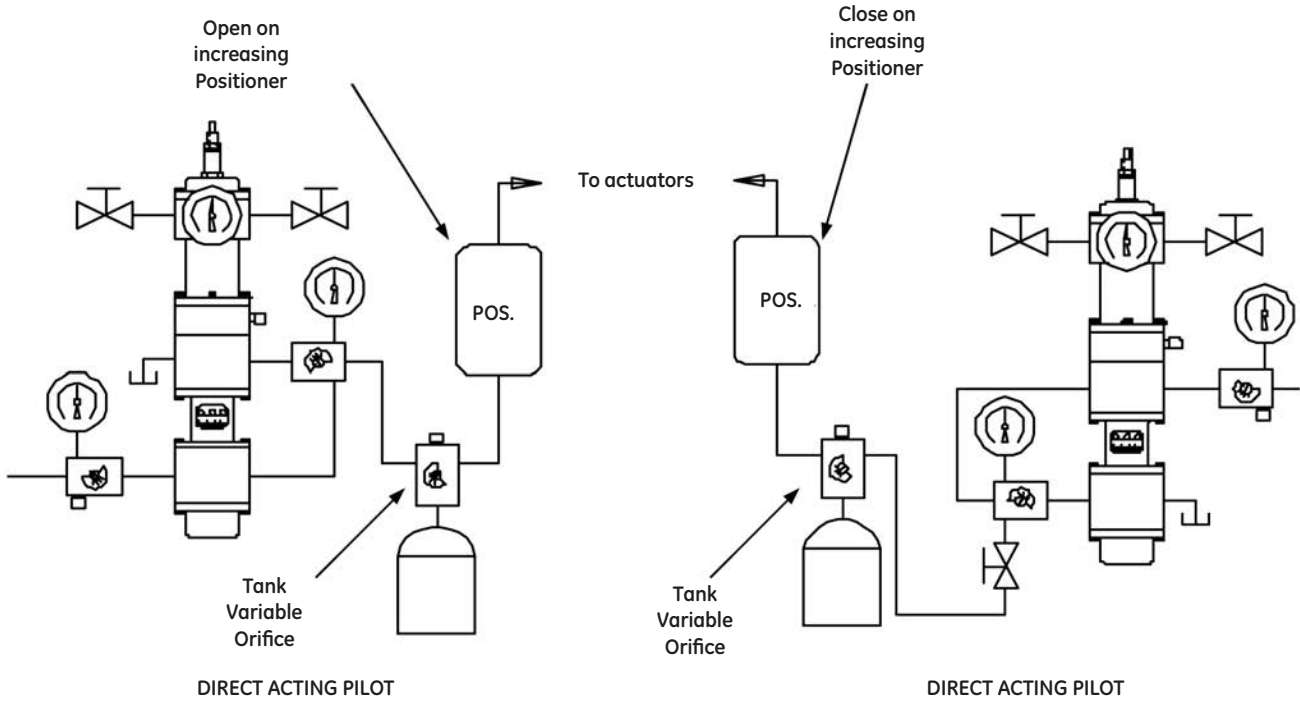 Open on
increasing
Positioner
Close on
increasing
Positioner
To actuators
POS.
POS.
Tank
Variable
Orifice
Tank
Variable
Orifice
DIRECT ACTING PILOT
DIRECT ACTING PILOT